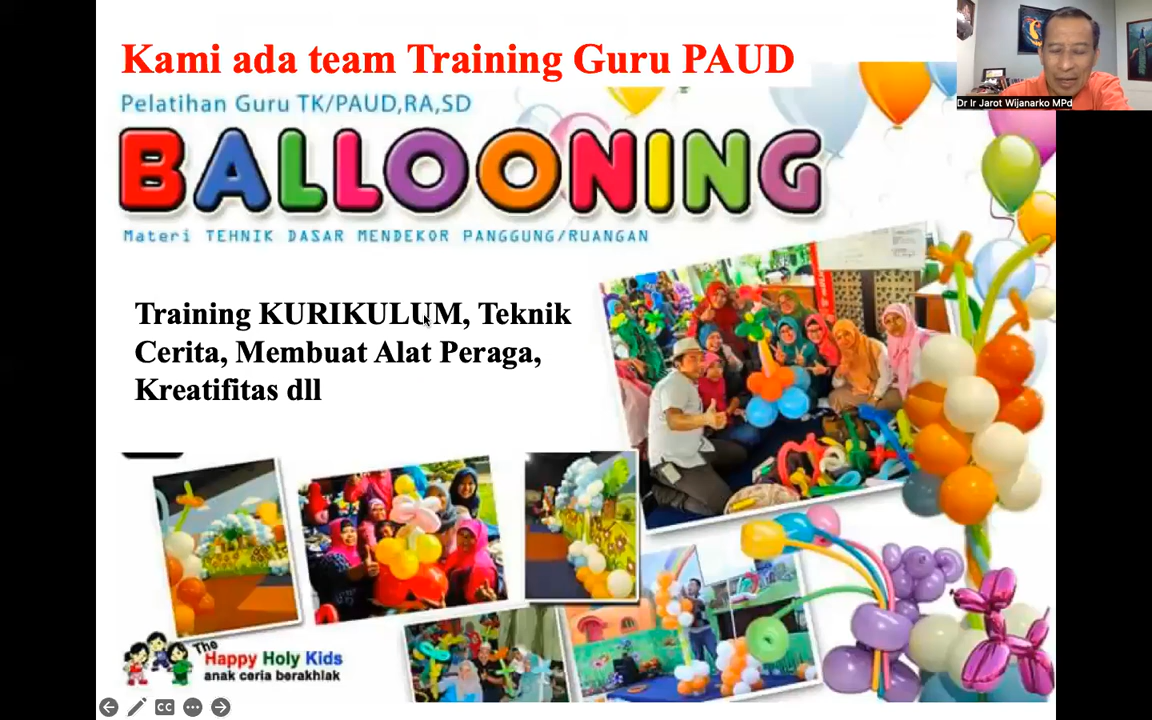 Kami ada team Training Guru PAUD
Dr Ir Jarot Wijanarko MPd
Pelatihan Guru TK/PAUD,RA,SD
BALLOONING
Materi TEHNIK DASAR MENDEKOR PANGGUNG/RUANGAN
Training KURIKULUM, Teknik
Cerita, Membuat Alat Peraga,
Kreatifitas dll
The
Happy Holy Kids
anak ceria berakhlak
CC